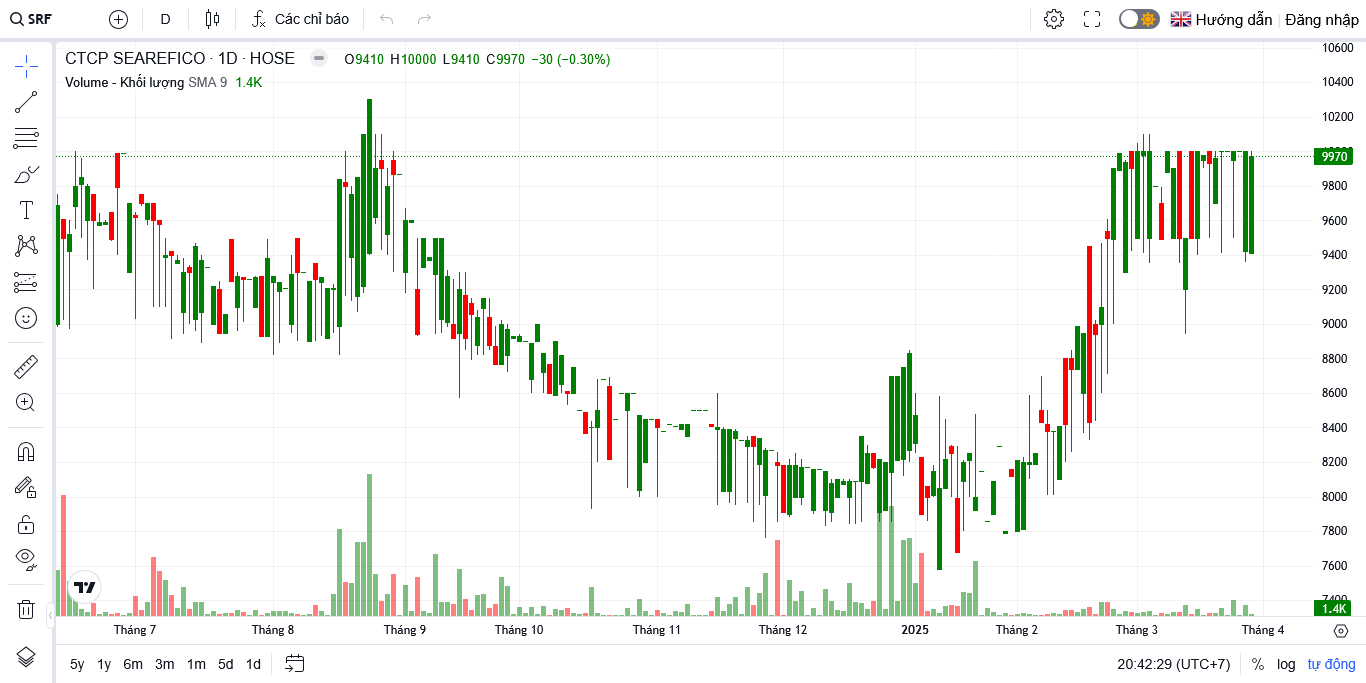 SRF D Các chỉ báo Hướng dẫn Đăng nhập
CTCP SEAREFICO · 1D · HOSE O9410 H10000 L9410 C9970 −30 (−0.30%)
Volume - Khối lượng SMA 9 1.4K
10600
10400
10200
9970
9800
9600
9400
9200
9000
8800
8600
8400
8200
8000
7800
7600
7400
1.4K
Tháng 7 Tháng 8 Tháng 9 Tháng 10 Tháng 11 Tháng 12 2025 Tháng 2 Tháng 3 Tháng 4
5y 1y 6m 3m 1m 5d 1d 20:42:29 (UTC+7) % log tự động